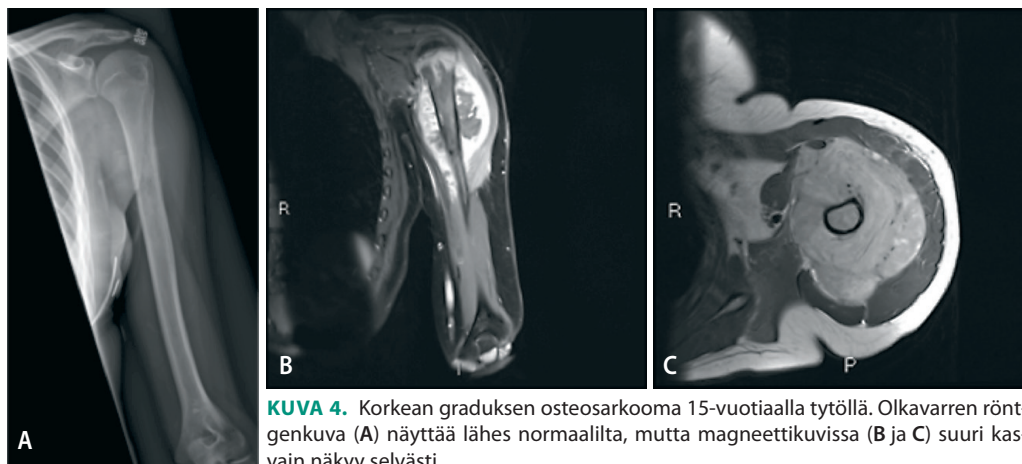 R
R
A
B
C
P
KUVA 4. Korkean graduksen osteosarkooma 15-vuotiaalla tytöllä. Olkavarren rönt-
genkuva (A) näyttää lähes normaalilta, mutta magneettikuvissa (B ja C) suuri kas-
vain näkyy selvästi.